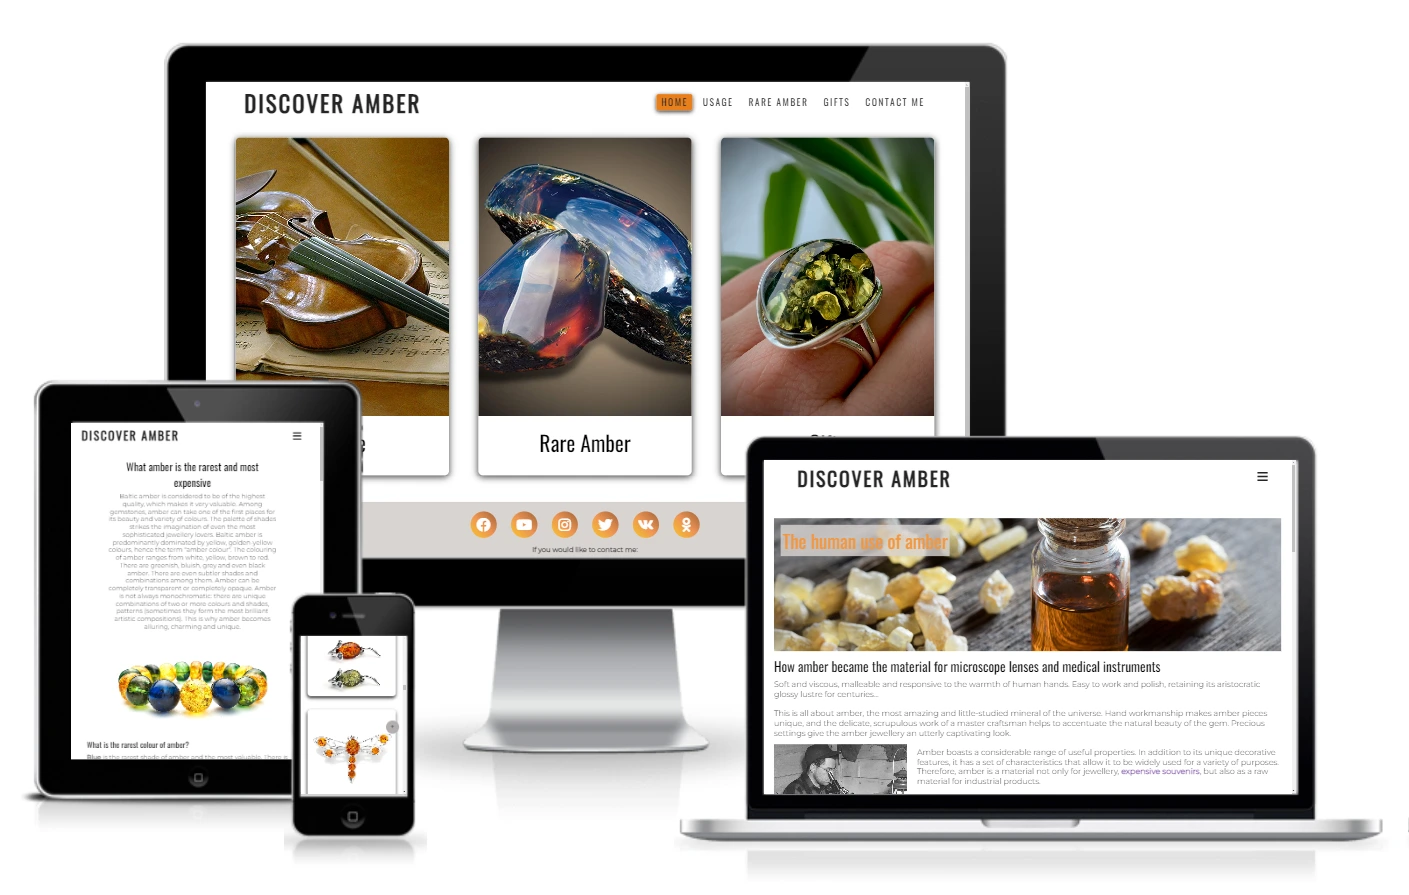 DISCOVER AMBER
HOME USAGE RARE AMBER GIFTS CONTACT ME
Rare Amber
If you would like to contact me:
DISCOVER AMBER
What amber is the rarest and most
expensive
Baltic amber is considered to be of the highest
quality, which makes it very valuable. Among
gemstones, amber can take one of the first places for
its beauty and variety of colours. The palette of shades
strikes the imagination of even the most
sophisticated jewellery lovers. Baltic amber is
predominantly dominated by yellow, golden yellow
colours, hence the term "amber colour". The colouring
of amber ranges from white, yellow, brown to red.
There are greenish, bluish, grey and even black
amber. There are even subtler shades and
combinations among them. Amber can be
completely transparent or completely opaque. Amber
is not always monochromatic: there are unique
combinations of two or more colours and shades,
patterns (sometimes they form the most brilliant
artistic compositions). This is why amber becomes
alluring, charming and unique.
What is the rarest colour of amber?
Blue is the rarest shade of amber and the most valuable. There is
DISCOVER AMBER
The human use of amber
How amber became the material for microscope lenses and medical instruments
Soft and viscous, malleable and responsive to the warmth of human hands. Easy to work and polish, retaining its aristocratic
glossy lustre for centuries...
This is all about amber, the most amazing and little-studied mineral of the universe. Hand workmanship makes amber pieces
unique, and the delicate, scrupulous work of a master craftsman helps to accentuate the natural beauty of the gem. Precious
settings give the amber jewellery an utterly captivating look.
Amber boasts a considerable range of useful properties. In addition to its unique decorative
features, it has a set of characteristics that allow it to be widely used for a variety of purposes.
Therefore, amber is a material not only for jewellery, expensive souvenirs, but also as a raw
material for industrial products.